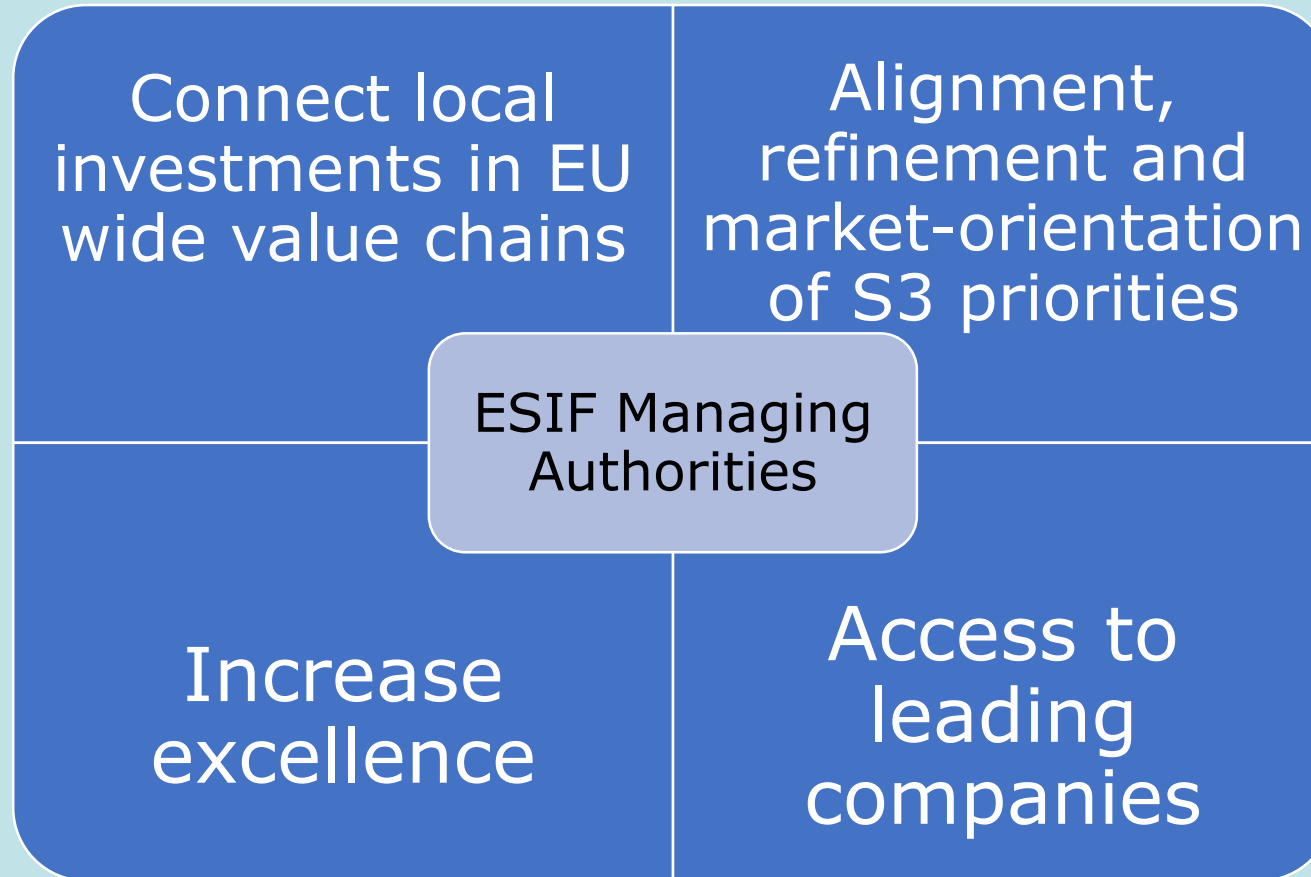 Connect local
investments in EU
wide value chains
Alignment,
refinement and
market-orientation
of S3 priorities
ESIF Managing
Authorities
Increase
excellence
Access to
leading
companies